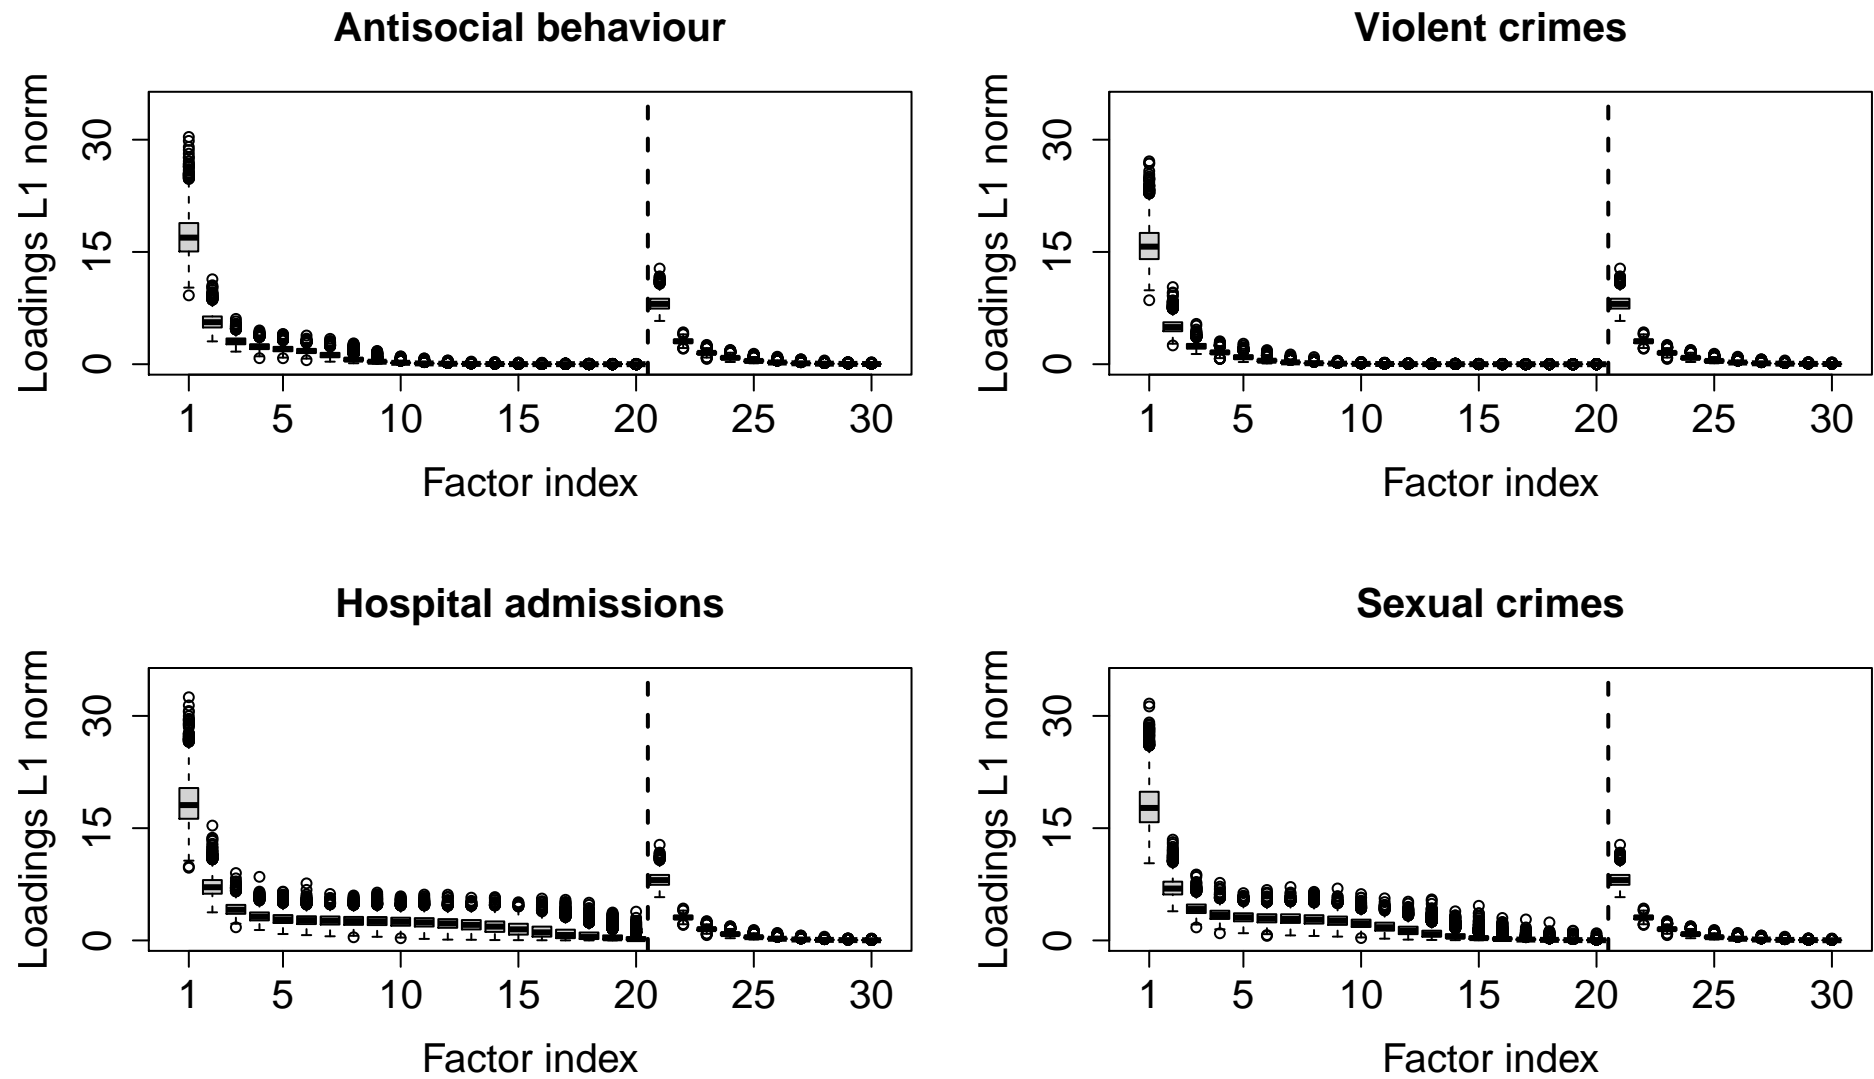 Antisocial behaviour
Loadings L1 norm
0 15 30
1 5 10 15 20 25 30
Factor index
Violent crimes
Loadings L1 norm
0 15 30
1 5 10 15 20 25 30
Factor index
Hospital admissions
Loadings L1 norm
0 15 30
1 5 10 15 20 25 30
Factor index
Sexual crimes
Loadings L1 norm
0 15 30
1 5 10 15 20 25 30
Factor index